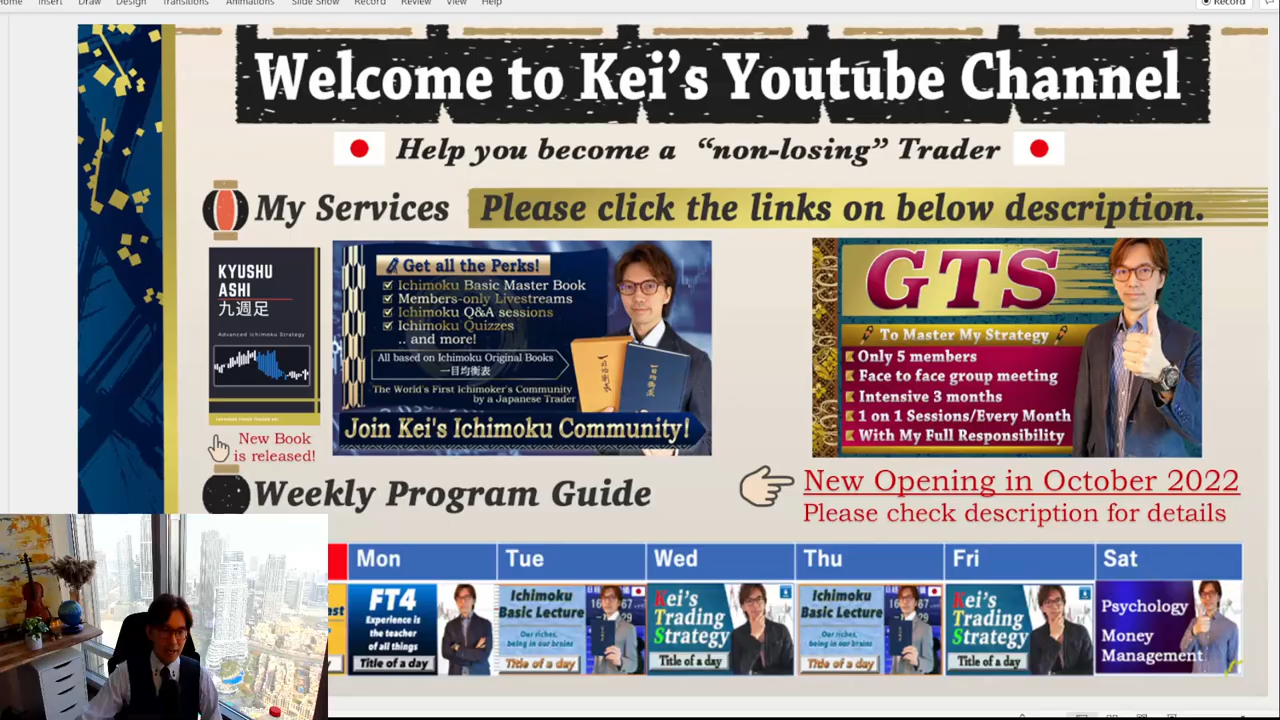 Home Insert Draw Design Transitions Animations Slide Show Record Review View Help Record
Welcome to Kei's Youtube Channel
Help you become a "non-losing" Trader
My Services Please click the links on below description.
KYUSHU
ASHI
九週足
Advanced Ichimoku Strategy
New Book
is released!
Get all the Perks!
Ichimoku Basic Master Book
Members-only Livestreams
Ichimoku Q&A sessions
Ichimoku Quizzes
.. and more!
All based on Ichimoku Original Books
一目均衡表
The World's First Ichimoker's Community
by a Japanese Trader
一目均衡表
Join Kei's Ichimoku Community!
GTS
To Master My Strategy
Only 5 members
Face to face group meeting
Intensive 3 months
1 on 1 Sessions/Every Month
With My Full Responsibility
New Opening in October 2022
Please check description for details
Weekly Program Guide
Mon Tue Wed Thu Fri Sat
FT4
Experience is
the teacher
of all things
Title of a day
Ichimoku
Basic Lecture
Our riches,
being in our brains
Title of a day
Kei's
Trading
Strategy
Title of a day
Ichimoku
Basic Lecture
Our riches,
being in our brains
Title of a day
Kei's
Trading
Strategy
Title of a day
Psychology
Money
Management